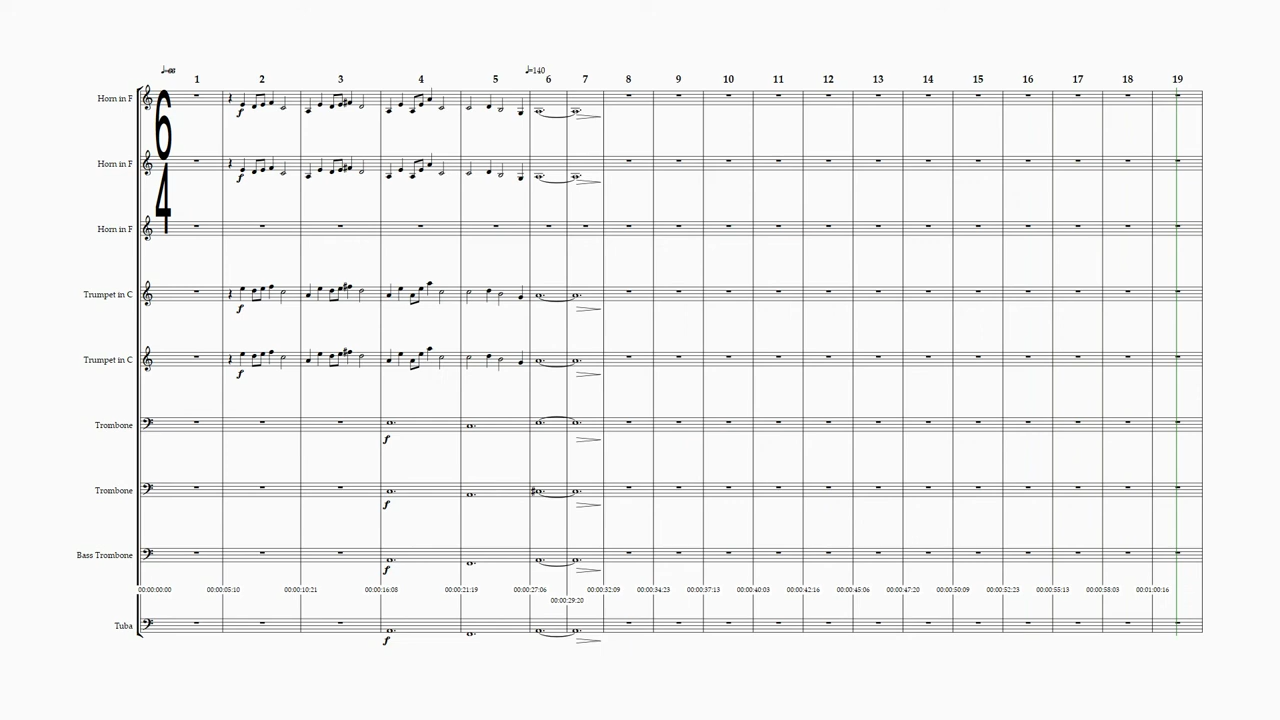 ♩=140
1 2 3 4 5 6 7 8 9 10 11 12 13 14 15 16 17 18 19
Horn in F
6
4
f
Horn in F
f
Horn in F
Trumpet in C
f
Trumpet in C
f
Trombone
f
Trombone
f
Bass Trombone
f
00:00:00:00 00:00:05:10 00:00:10:21 00:00:16:08 00:00:21:19 00:00:27:06 00:00:32:09 00:00:34:23 00:00:37:13 00:00:40:03 00:00:42:16 00:00:45:06 00:00:47:20 00:00:50:09 00:00:52:23 00:00:55:13 00:00:58:03 00:01:00:16
00:00:29:20
Tuba
f